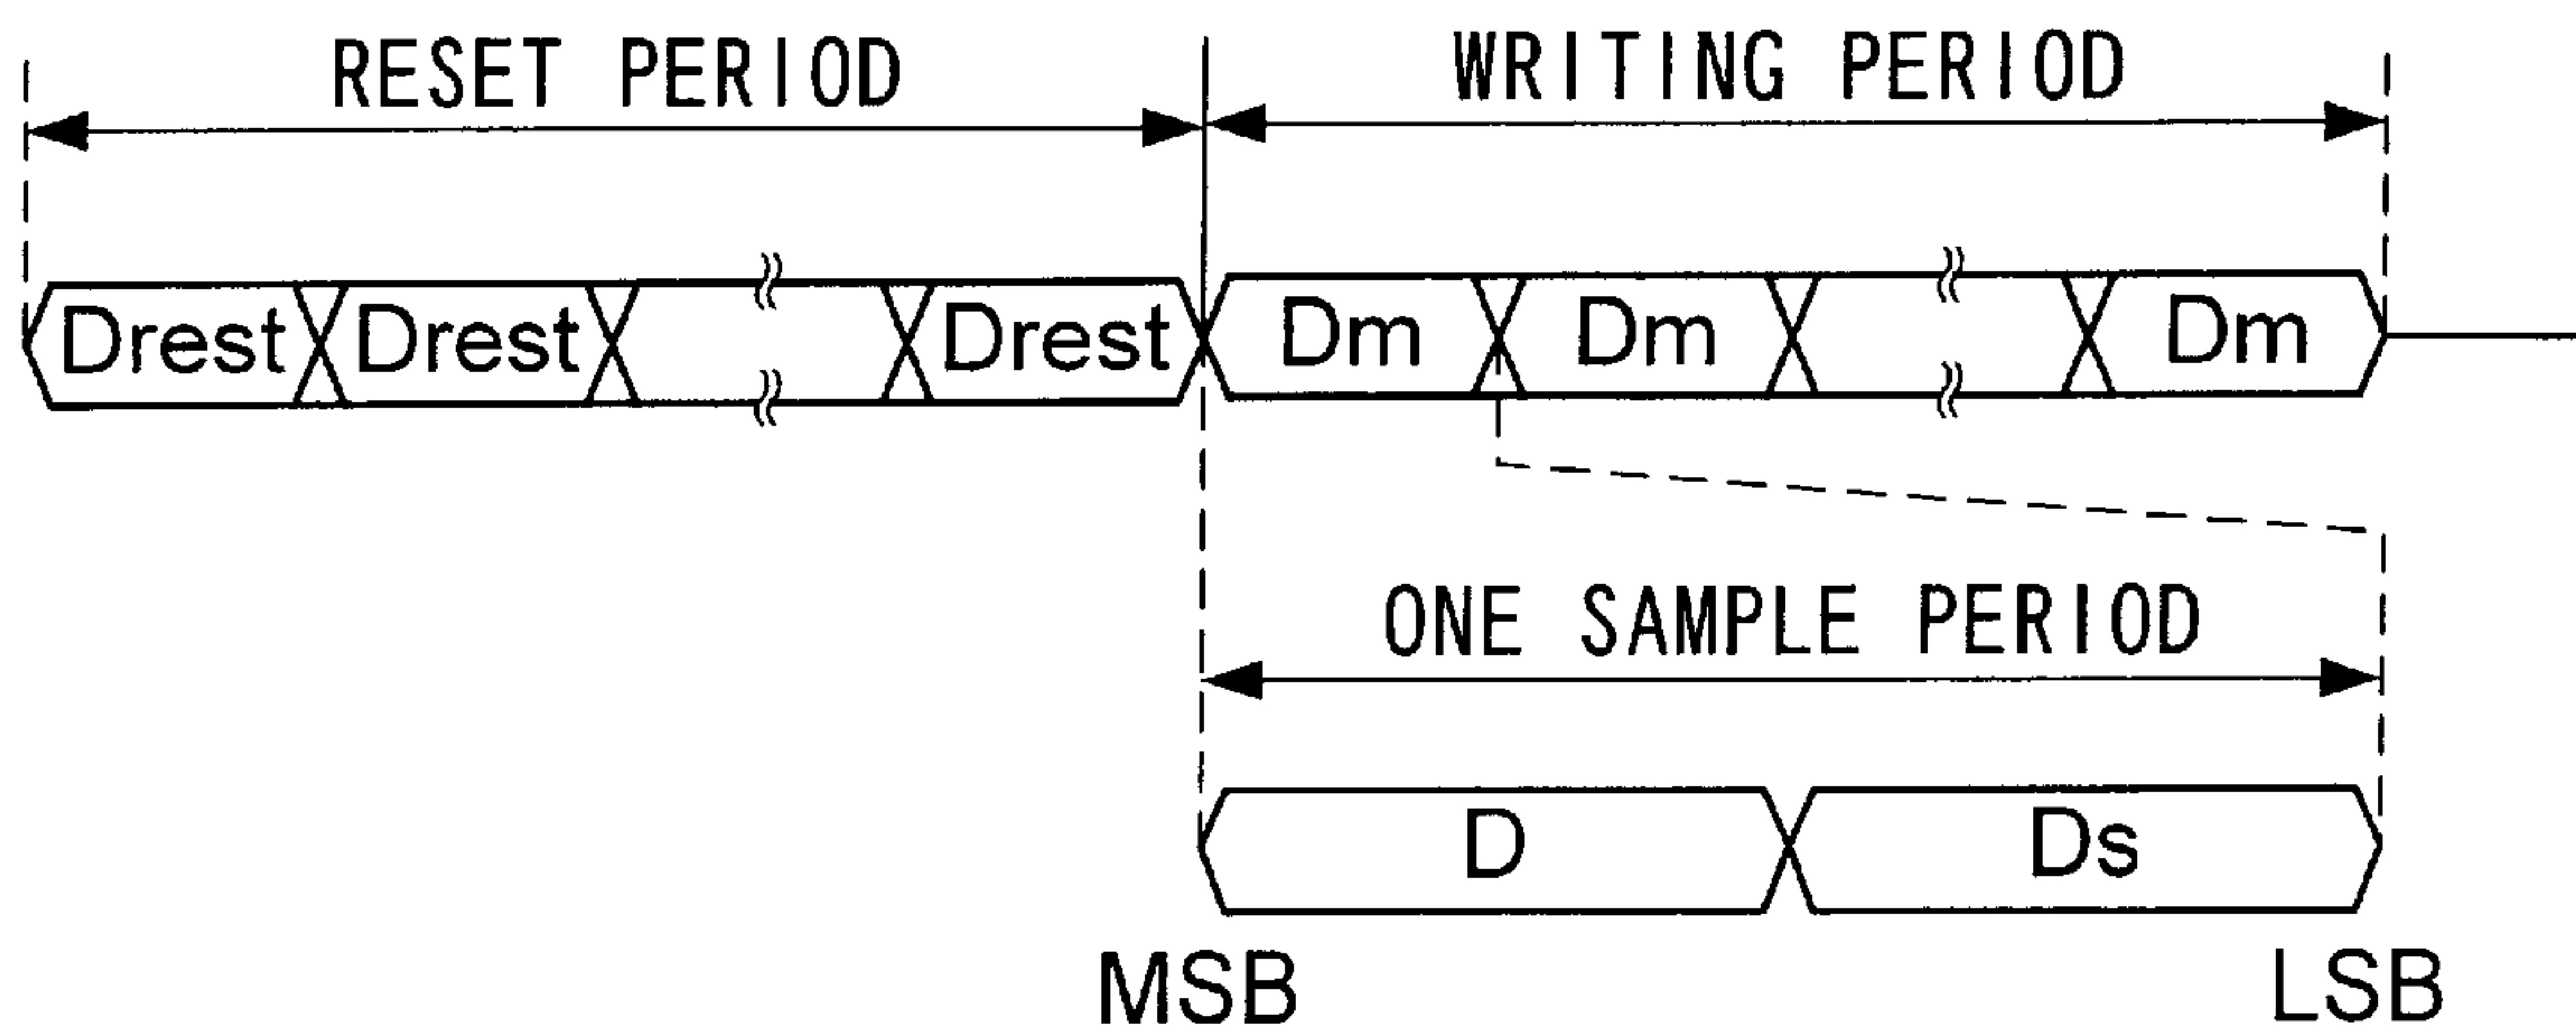 RESET PERIOD WRITING PERIOD
Drest Drest Drest Dm Dm Dm
ONE SAMPLE PERIOD
D Ds
MSB LSB